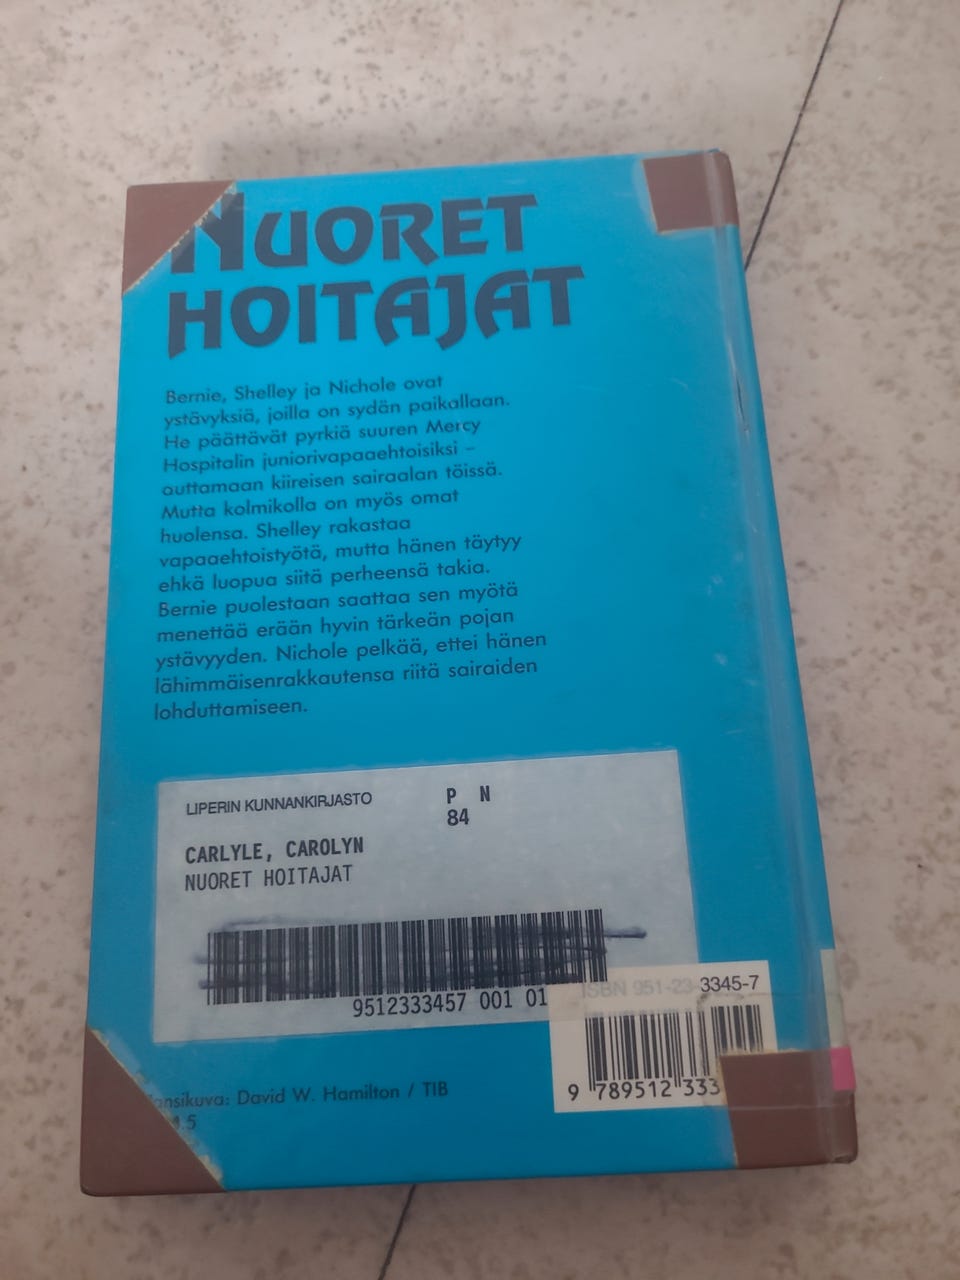 NUORET
HOITAJAT
Bernie, Shelley ja Nichole ovat
ystävyksiä, joilla on sydän paikallaan.
He päättävät pyrkiä suuren Mercy
Hospitalin juniorivapaaehtoisiksi –
auttamaan kiireisen sairaalan töissä.
Mutta kolmikolla on myös omat
huolensa. Shelley rakastaa
vapaaehtoistyötä, mutta hänen täytyy
ehkä luopua siitä perheensä takia.
Bernie puolestaan saattaa sen myötä
menettää erään hyvin tärkeän pojan
ystävyyden. Nichole pelkää, ettei hänen
lähimmäisenrakkautensa riitä sairaiden
lohduttamiseen.
LIPERIN KUNNANKIRJASTO
P N
84
CARLYLE, CAROLYN
NUORET HOITAJAT
9512333457 001 01
ISBN 951-23-3345-7
9 789512 333
ansikuva: David W. Hamilton / TIB
4.5